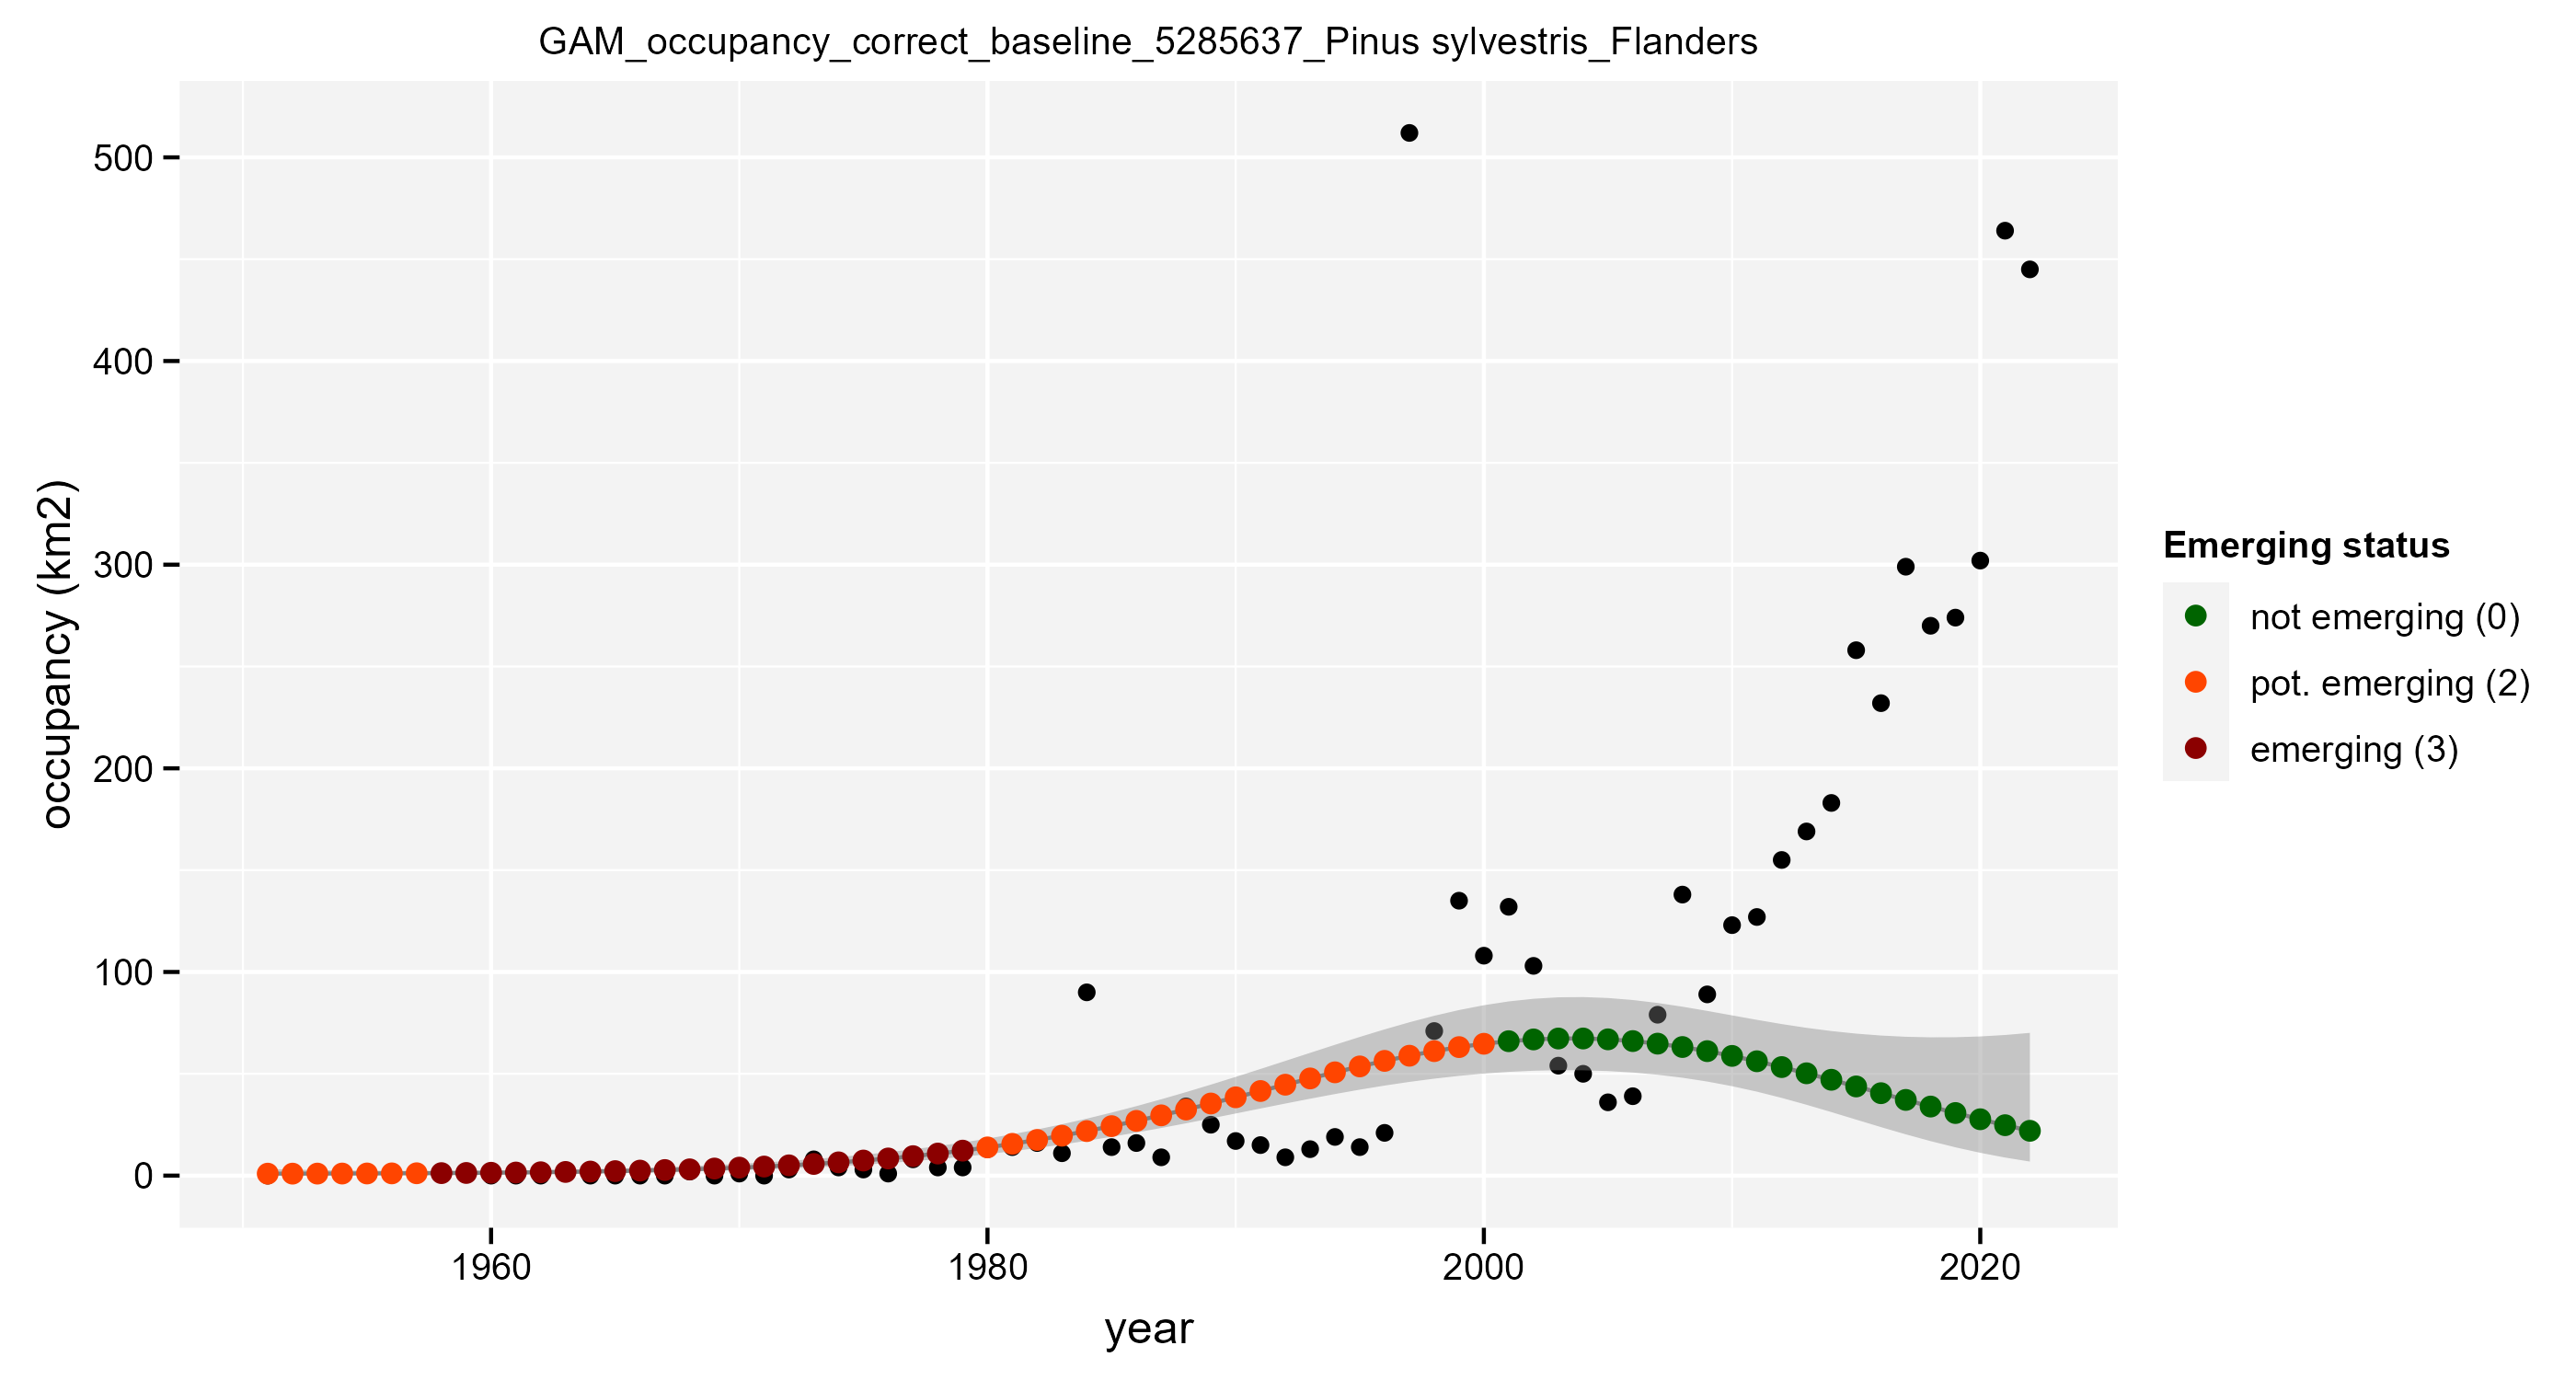 GAM_occupancy_correct_baseline_5285637_Pinus sylvestris_Flanders
500
400
300
200
100
0
occupancy (km2)
1960
1980
2000
2020
year
Emerging status
not emerging (0)
pot. emerging (2)
emerging (3)